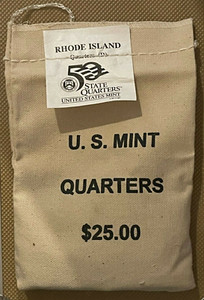 RHODE ISLAND
50
STATE
QUARTERS
UNITED STATES MINT
U. S. MINT
QUARTERS
$25.00